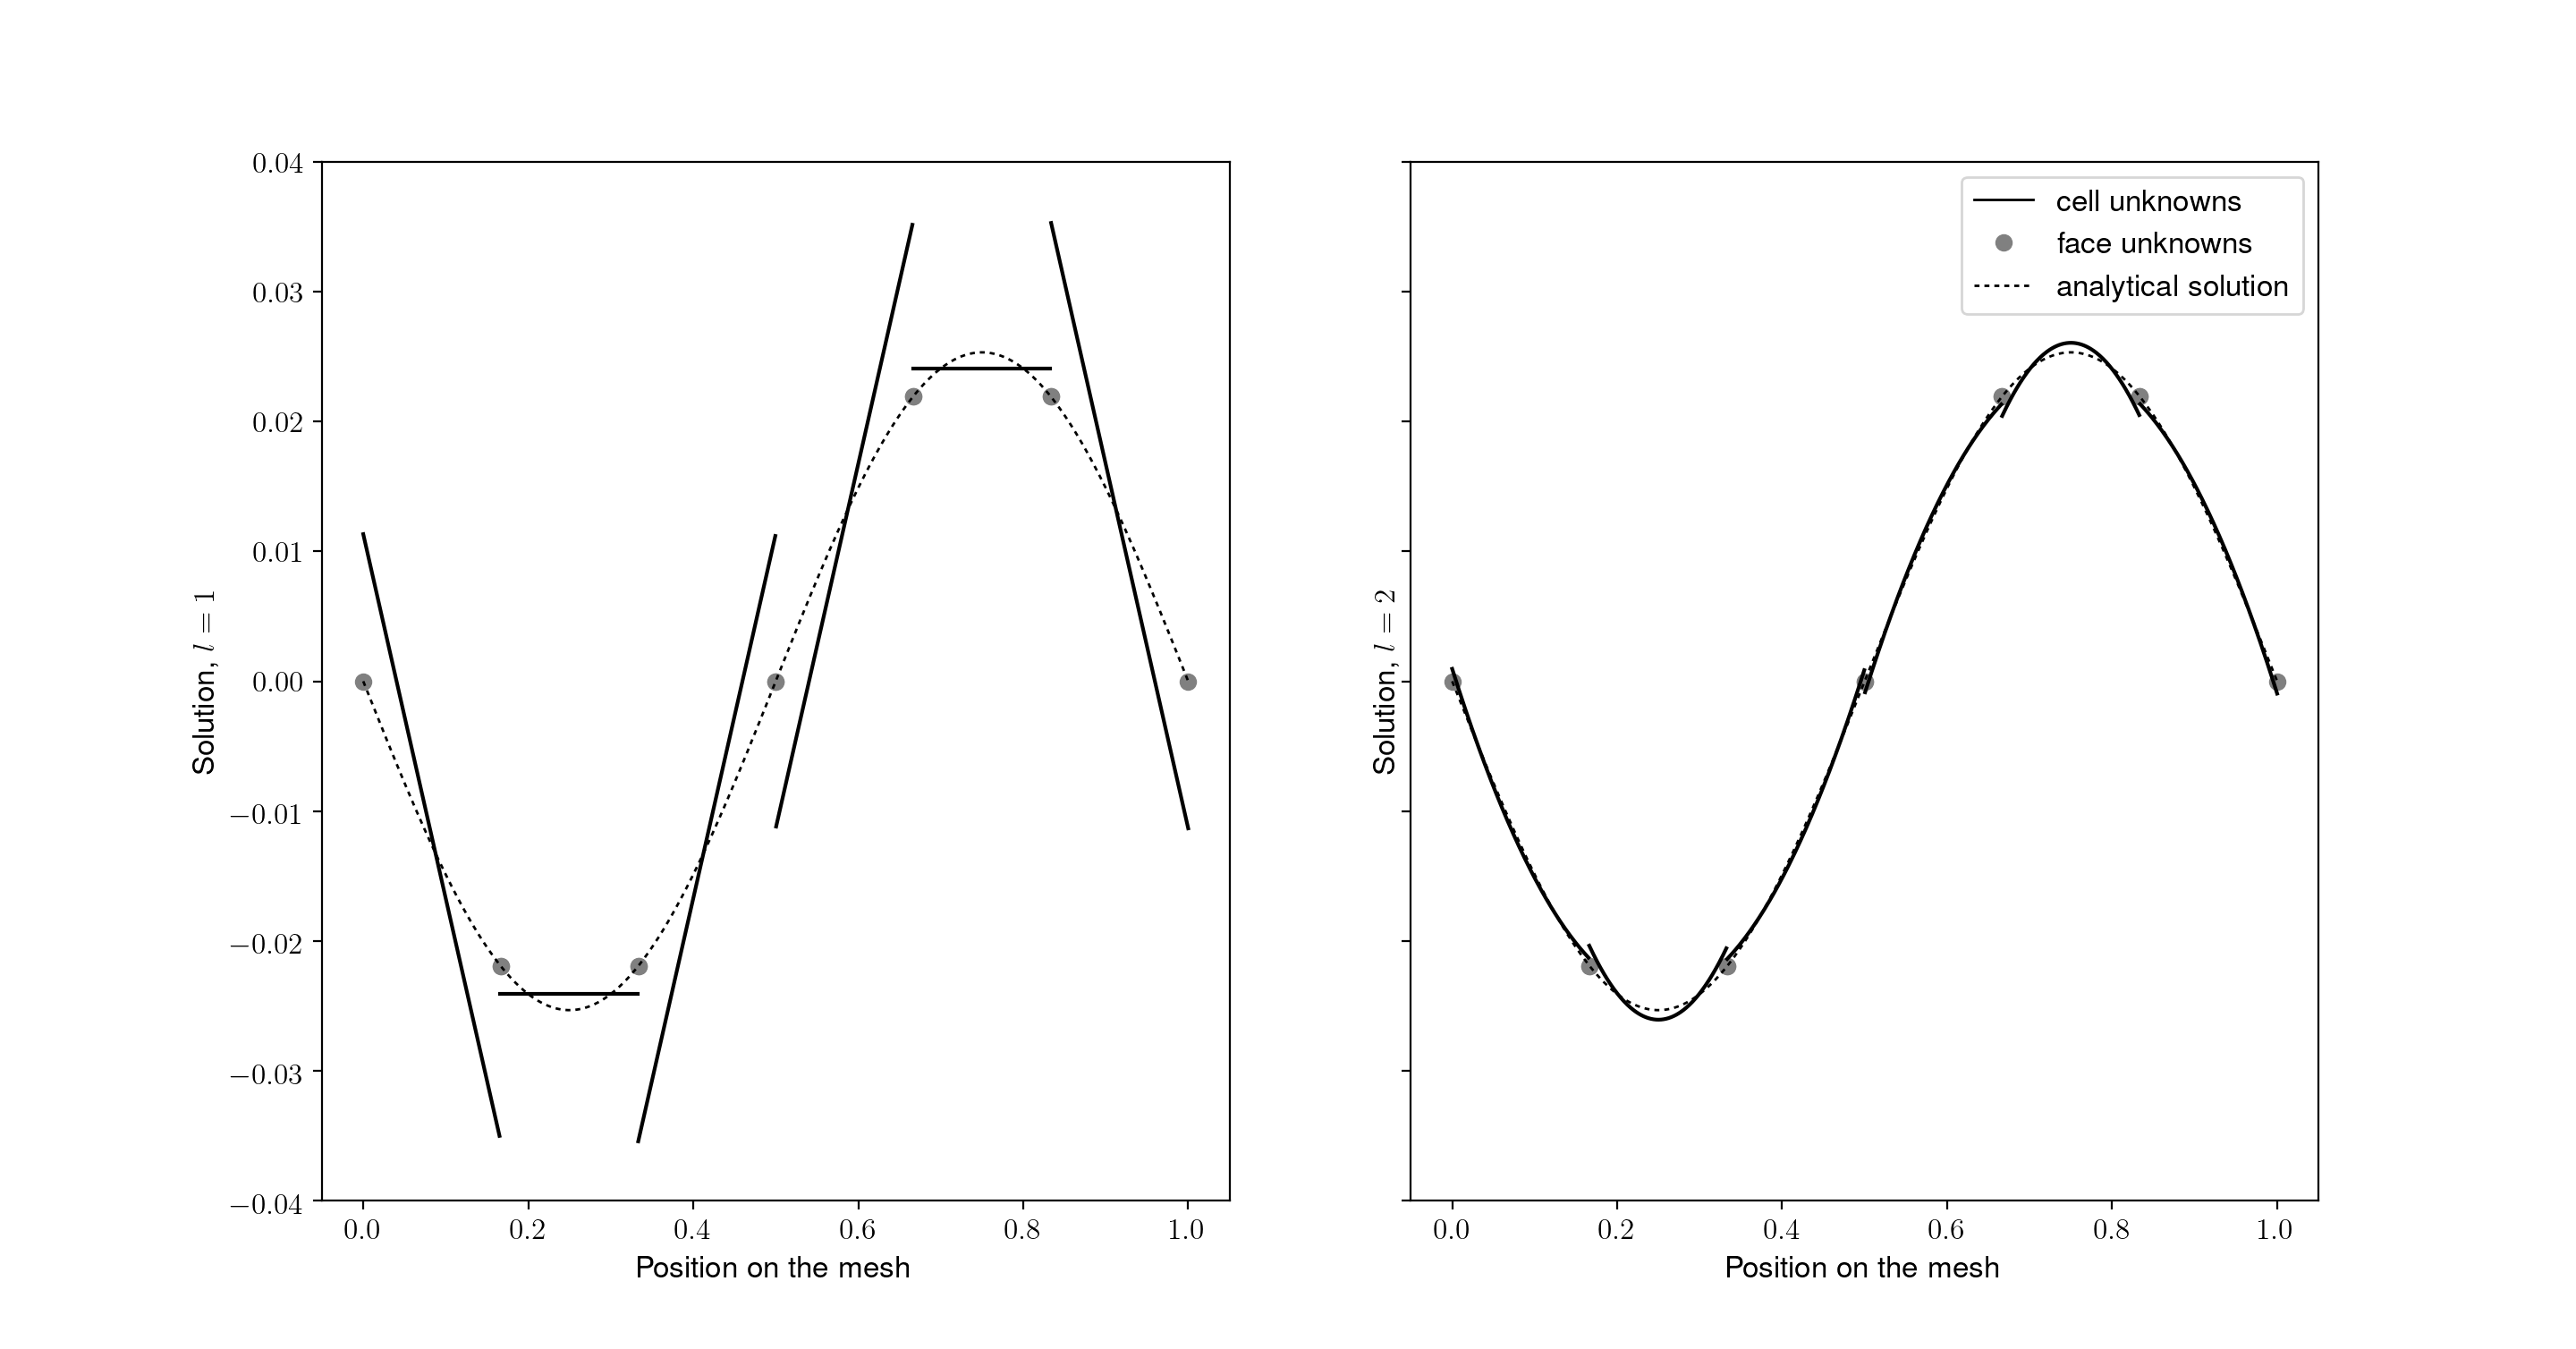 0.04
0.03
0.02
0.01
0.00
−0.01
−0.02
−0.03
−0.04
Solution, l = 1
0.0 0.2 0.4 0.6 0.8 1.0
Position on the mesh
cell unknowns
face unknowns
analytical solution
Solution, l = 2
0.0 0.2 0.4 0.6 0.8 1.0
Position on the mesh